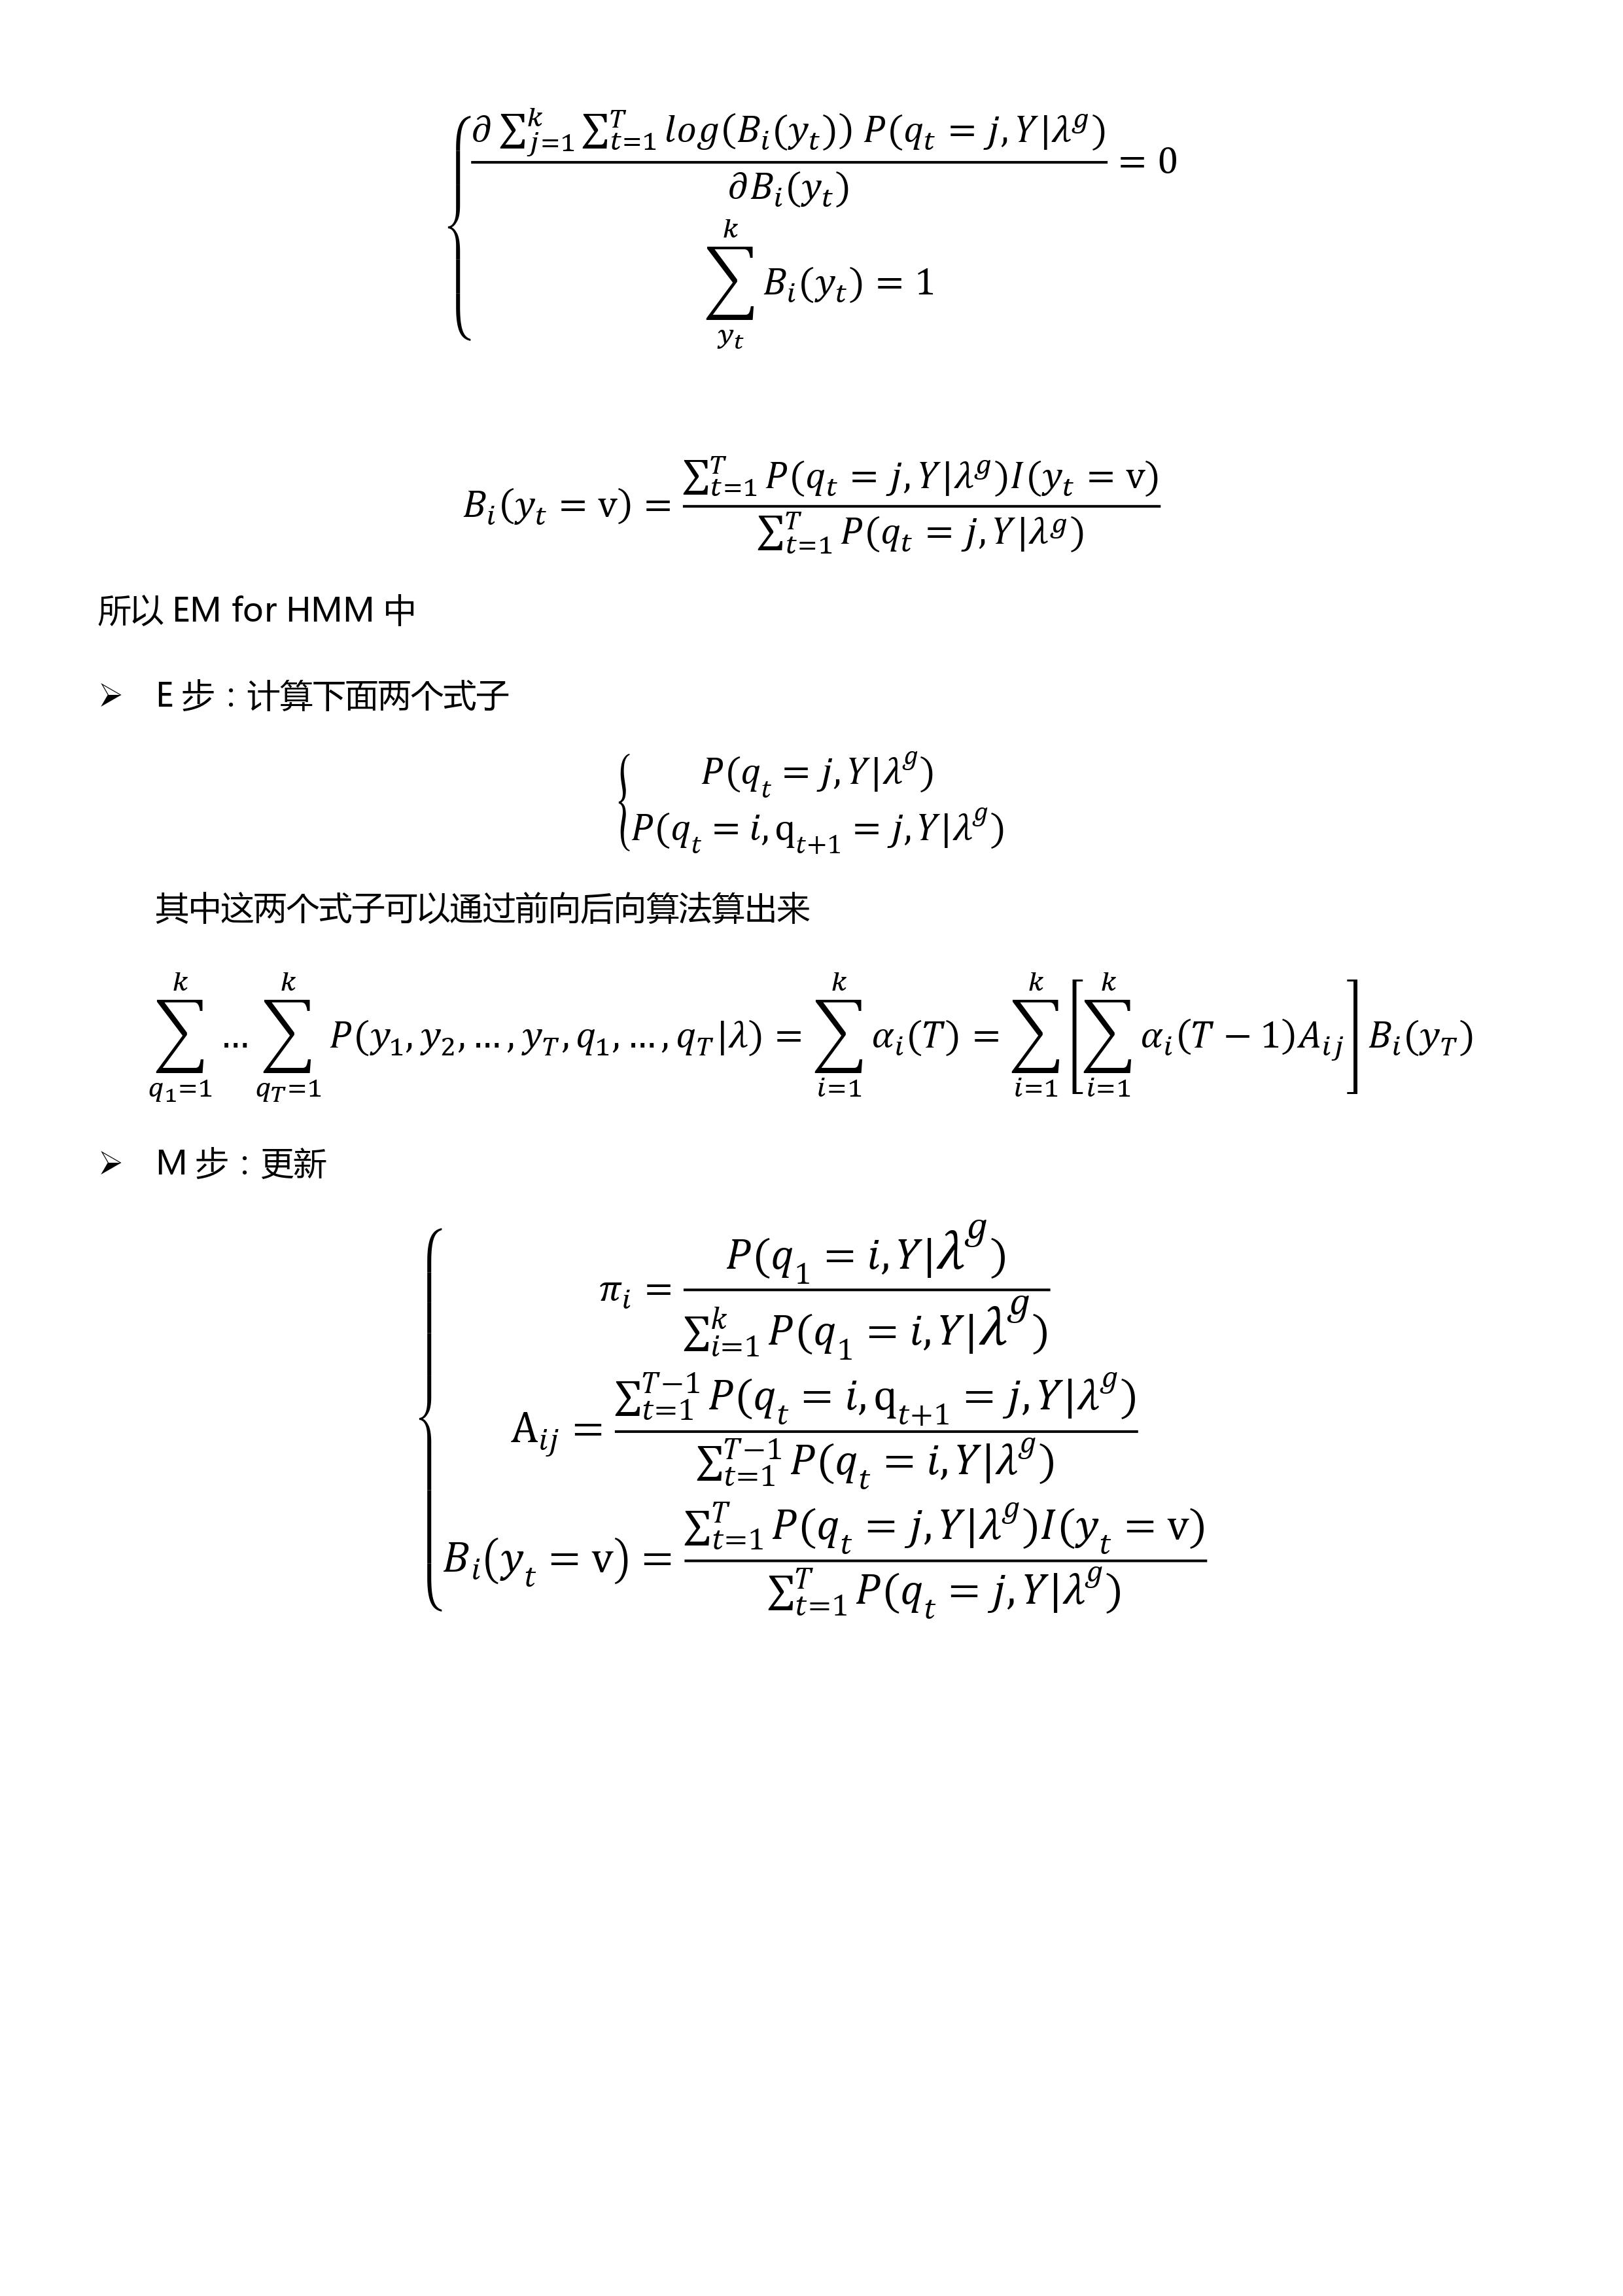 $$\begin{cases} \frac{\partial \sum_{j=1}^{k} \sum_{t=1}^{T} log(B_i(y_t)) P(q_t = j, Y|\lambda^g)}{\partial B_i(y_t)} = 0 \\ \sum_{y_t}^{k} B_i(y_t) = 1 \end{cases}$$
$$B_i(y_t = \mathrm{v}) = \frac{\sum_{t=1}^{T} P(q_t = j, Y|\lambda^g) I(y_t = \mathrm{v})}{\sum_{t=1}^{T} P(q_t = j, Y|\lambda^g)}$$
所以 EM for HMM 中
➢ E 步：计算下面两个式子
$$\begin{cases} P(q_t = j, Y|\lambda^g) \\ P(q_t = i, \mathrm{q}_{t+1} = j, Y|\lambda^g) \end{cases}$$
其中这两个式子可以通过前向后向算法算出来
$$\sum_{q_1=1}^{k} \dots \sum_{q_T=1}^{k} P(y_1, y_2, \dots, y_T, q_1, \dots, q_T|\lambda) = \sum_{i=1}^{k} \alpha_i(T) = \sum_{i=1}^{k} \left[ \sum_{i=1}^{k} \alpha_i(T-1) A_{ij} \right] B_i(y_T)$$
➢ M 步：更新
$$\begin{cases} \pi_i = \frac{P(q_1 = i, Y|\lambda^g)}{\sum_{i=1}^{k} P(q_1 = i, Y|\lambda^g)} \\ \mathrm{A}_{ij} = \frac{\sum_{t=1}^{T-1} P(q_t = i, \mathrm{q}_{t+1} = j, Y|\lambda^g)}{\sum_{t=1}^{T-1} P(q_t = i, Y|\lambda^g)} \\ B_i(y_t = \mathrm{v}) = \frac{\sum_{t=1}^{T} P(q_t = j, Y|\lambda^g) I(y_t = \mathrm{v})}{\sum_{t=1}^{T} P(q_t = j, Y|\lambda^g)} \end{cases}$$